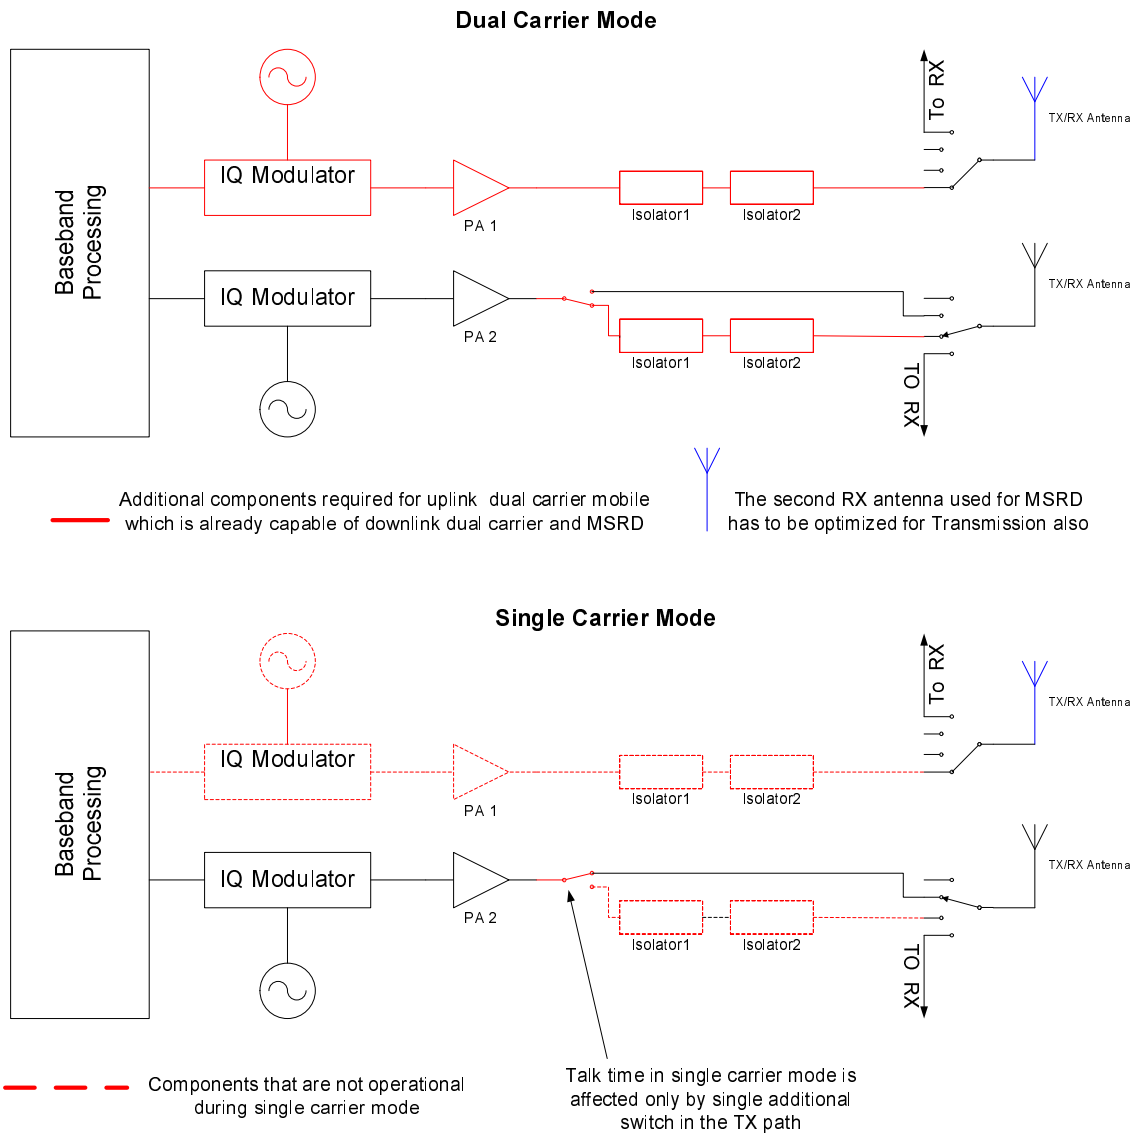 Dual Carrier Mode
To RX
TX/RX Antenna
IQ Modulator
PA 1
Isolator1
Isolator2
Baseband
Processing
IQ Modulator
PA 2
Isolator1
Isolator2
TX/RX Antenna
TO RX
Additional components required for uplink dual carrier mobile
which is already capable of downlink dual carrier and MSRD
The second RX antenna used for MSRD
has to be optimized for Transmission also
Single Carrier Mode
To RX
TX/RX Antenna
IQ Modulator
PA 1
Isolator1
Isolator2
Baseband
Processing
IQ Modulator
PA 2
Isolator1
Isolator2
TX/RX Antenna
TO RX
Components that are not operational
during single carrier mode
Talk time in single carrier mode is
affected only by single additional
switch in the TX path